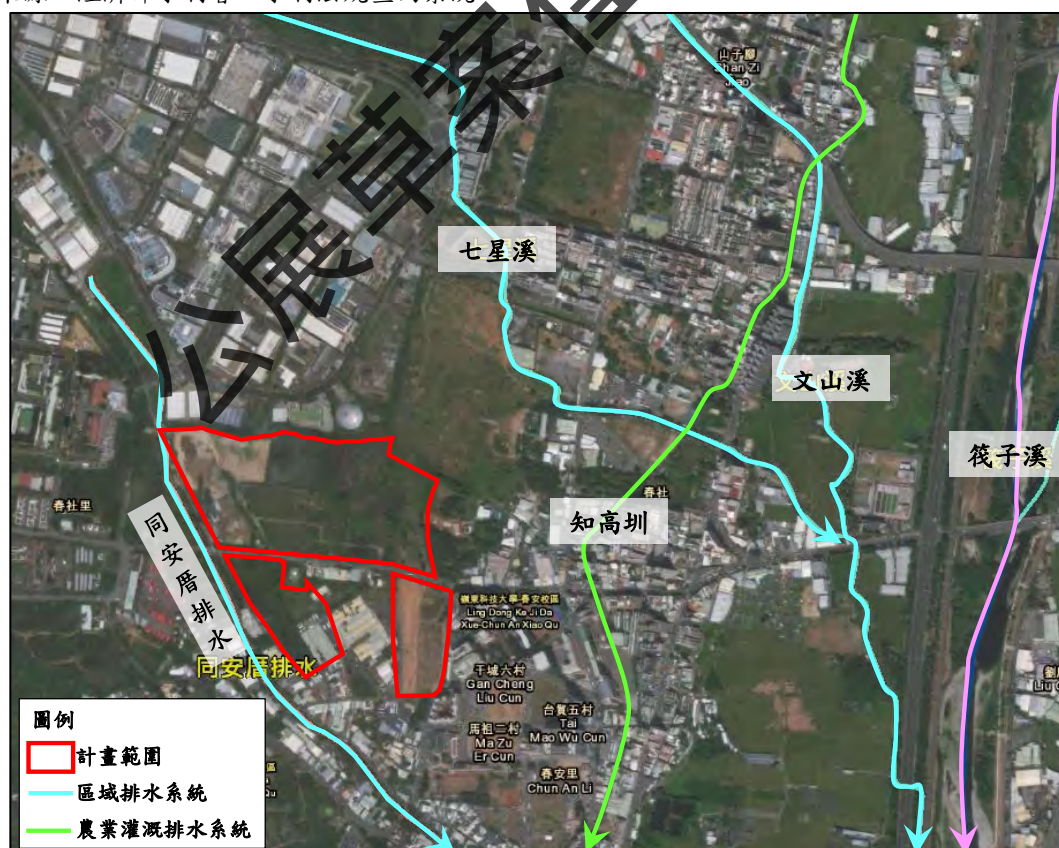 公展草案僅
山子腳
Shan Zi
Jiao
七星溪
文山溪
筏子溪
春社里
春社
知高圳
同安厝排水
同安厝排水
嶺東科技大學-春安校區
Ling Dong Ke Ji Da
Xue-Chun An Xiao Qu
干城六村
Gan Cheng
Liu Cun
台貿五村
Tai
Mao Wu Cun
馬祖二村
Ma Zu
Er Cun
春安里
Chun An Li
圖例
計畫範圍
區域排水系統
農業灌溉排水系統